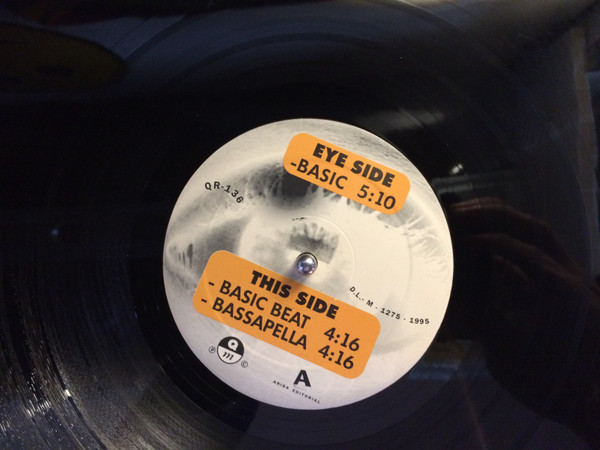 EYE SIDE
-BASIC 5:10
QR-136
D.L.-M-1275-1995
THIS SIDE
- BASIC BEAT 4:16
- BASSAPELLA 4:16
Q
m
℗ ©
A
ARISA EDITORIAL